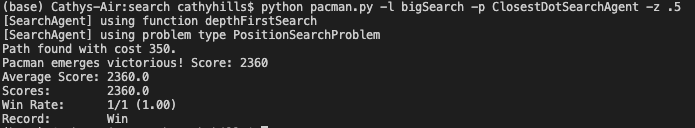 (base) Cathys-Air:search cathyhills$ python pacman.py -l bigSearch -p ClosestDotSearchAgent -z .5
[SearchAgent] using function depthFirstSearch
[SearchAgent] using problem type PositionSearchProblem
Path found with cost 350.
Pacman emerges victorious! Score: 2360
Average Score: 2360.0
Scores:        2360.0
Win Rate:      1/1 (1.00)
Record:        Win